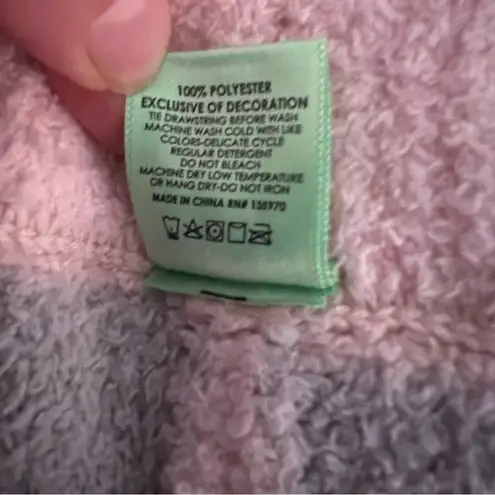 100% POLYESTER
EXCLUSIVE OF DECORATION
TIE DRAWSTRING BEFORE WASH
MACHINE WASH COLD WITH LIKE
COLORS-DELICATE CYCLE
REGULAR DETERGENT
DO NOT BLEACH
MACHINE DRY LOW TEMPERATURE
OR HANG DRY-DO NOT IRON
MADE IN CHINA RN# 135970